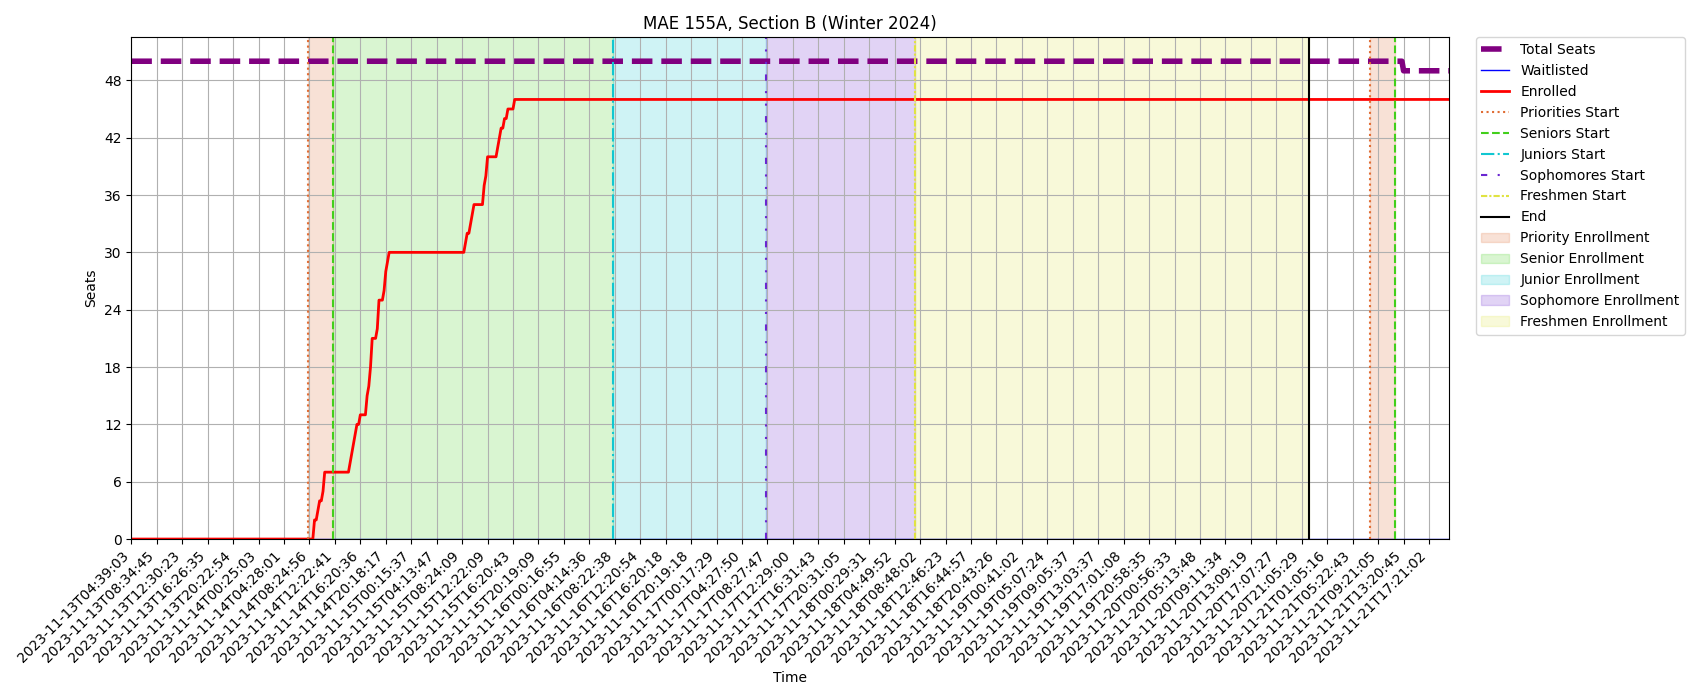 MAE 155A, Section B (Winter 2024)
Total Seats
Waitlisted
Enrolled
Priorities Start
Seniors Start
Juniors Start
Sophomores Start
Freshmen Start
End
Priority Enrollment
Senior Enrollment
Junior Enrollment
Sophomore Enrollment
Freshmen Enrollment
Seats
48
42
36
30
24
18
12
6
0
2023-11-13T04:39:03
2023-11-13T08:34:45
2023-11-13T12:30:23
2023-11-13T16:26:35
2023-11-13T20:22:54
2023-11-14T00:25:03
2023-11-14T04:28:01
2023-11-14T08:24:56
2023-11-14T12:22:41
2023-11-14T16:20:36
2023-11-14T20:18:17
2023-11-15T00:15:37
2023-11-15T04:13:47
2023-11-15T08:24:09
2023-11-15T12:22:09
2023-11-15T16:20:43
2023-11-15T20:19:09
2023-11-16T00:16:55
2023-11-16T04:14:36
2023-11-16T08:22:38
2023-11-16T12:20:54
2023-11-16T16:20:18
2023-11-16T20:19:18
2023-11-17T00:17:29
2023-11-17T04:27:50
2023-11-17T08:27:47
2023-11-17T12:29:00
2023-11-17T16:31:43
2023-11-17T20:31:05
2023-11-18T00:29:31
2023-11-18T04:49:52
2023-11-18T08:48:02
2023-11-18T12:46:23
2023-11-18T16:44:57
2023-11-18T20:43:26
2023-11-19T00:41:02
2023-11-19T05:07:24
2023-11-19T09:05:37
2023-11-19T13:03:37
2023-11-19T17:01:08
2023-11-19T20:58:35
2023-11-20T00:56:33
2023-11-20T05:13:48
2023-11-20T09:11:34
2023-11-20T13:09:19
2023-11-20T17:07:27
2023-11-20T21:05:29
2023-11-21T01:05:16
2023-11-21T05:22:43
2023-11-21T09:21:05
2023-11-21T13:20:45
2023-11-21T17:21:02
Time